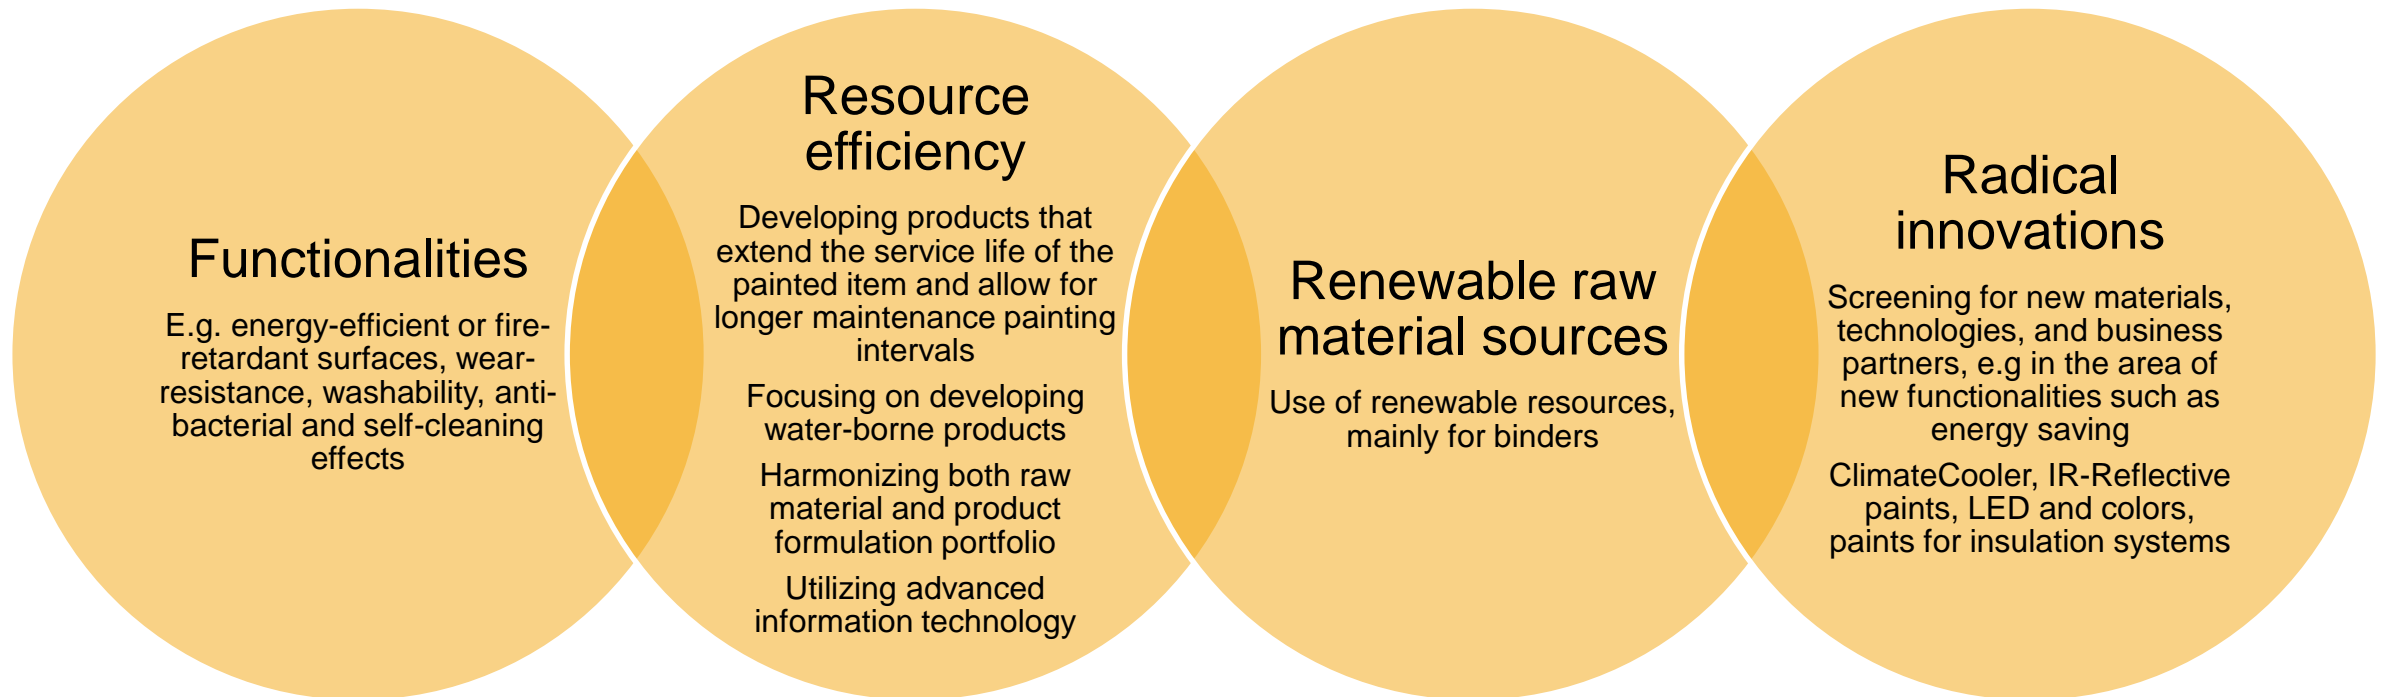 Functionalities
E.g. energy-efficient or fire-
retardant surfaces, wear-
resistance, washability, anti-
bacterial and self-cleaning
effects
Resource
efficiency
Developing products that
extend the service life of the
painted item and allow for
longer maintenance painting
intervals
Focusing on developing
water-borne products
Harmonizing both raw
material and product
formulation portfolio
Utilizing advanced
information technology
Renewable raw
material sources
Use of renewable resources,
mainly for binders
Radical
innovations
Screening for new materials,
technologies, and business
partners, e.g in the area of
new functionalities such as
energy saving
ClimateCooler, IR-Reflective
paints, LED and colors,
paints for insulation systems